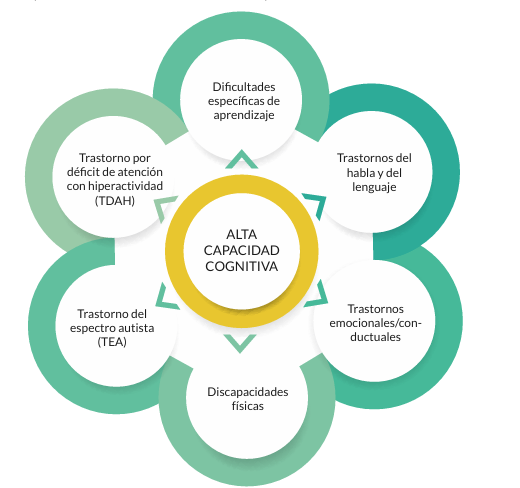 Dificultades
específicas de
aprendizaje
Trastorno por
déficit de atención
con hiperactividad
(TDAH)
Trastornos del
habla y del
lenguaje
ALTA
CAPACIDAD
COGNITIVA
Trastorno del
espectro autista
(TEA)
Trastornos
emocionales/con-
ductuales
Discapacidades
físicas